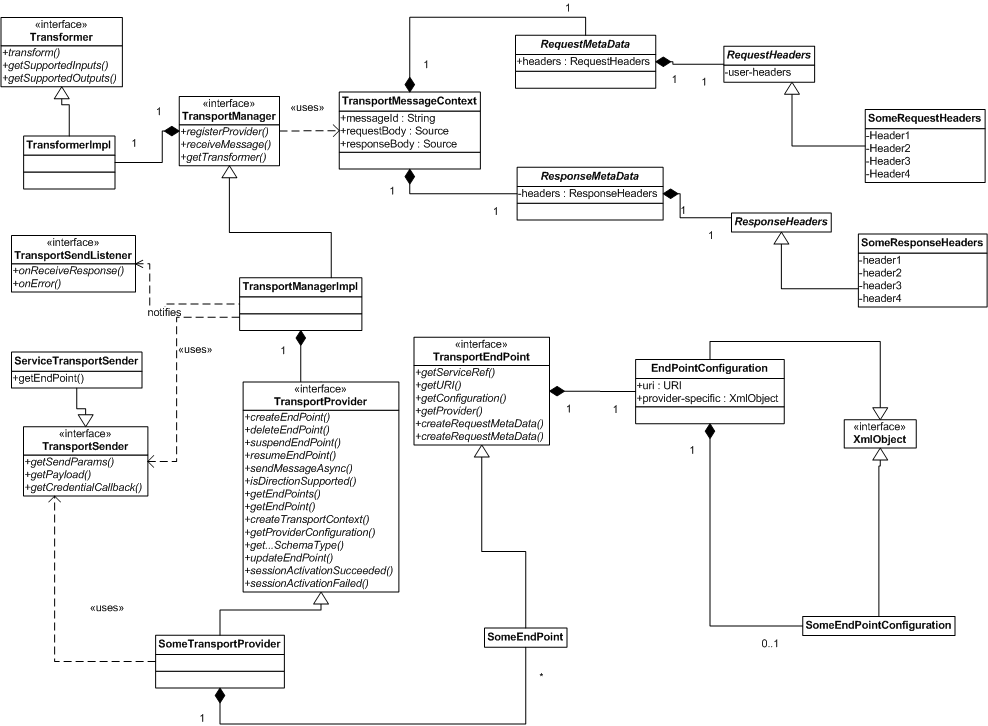 «interface»
Transformer
+transform()
+getSupportedInputs()
+getSupportedOutputs()
TransformerImpl
1
1
«interface»
TransportManager
+registerProvider()
+receiveMessage()
+getTransformer()
«uses»
TransportMessageContext
+messageId : String
+requestBody : Source
+responseBody : Source
1
1
1
1
RequestMetaData
+headers : RequestHeaders
1
1
RequestHeaders
-user-headers
SomeRequestHeaders
-Header1
-Header2
-Header3
-Header4
ResponseMetaData
-headers : ResponseHeaders
1
1
ResponseHeaders
SomeResponseHeaders
-header1
-header2
-header3
-header4
«interface»
TransportSendListener
+onReceiveResponse()
+onError()
notifies
TransportManagerImpl
1
«uses»
ServiceTransportSender
+getEndPoint()
«interface»
TransportSender
+getSendParams()
+getPayload()
+getCredentialCallback()
«uses»
«interface»
TransportProvider
+createEndPoint()
+deleteEndPoint()
+suspendEndPoint()
+resumeEndPoint()
+sendMessageAsync()
+isDirectionSupported()
+getEndPoints()
+getEndPoint()
+createTransportContext()
+getProviderConfiguration()
+get...SchemaType()
+updateEndPoint()
+sessionActivationSucceeded()
+sessionActivationFailed()
SomeTransportProvider
1
«interface»
TransportEndPoint
+getServiceRef()
+getURI()
+getConfiguration()
+getProvider()
+createRequestMetaData()
+createRequestMetaData()
1
1
SomeEndPoint
*
EndPointConfiguration
+uri : URI
+provider-specific : XmlObject
1
«interface»
XmlObject
SomeEndPointConfiguration
0..1